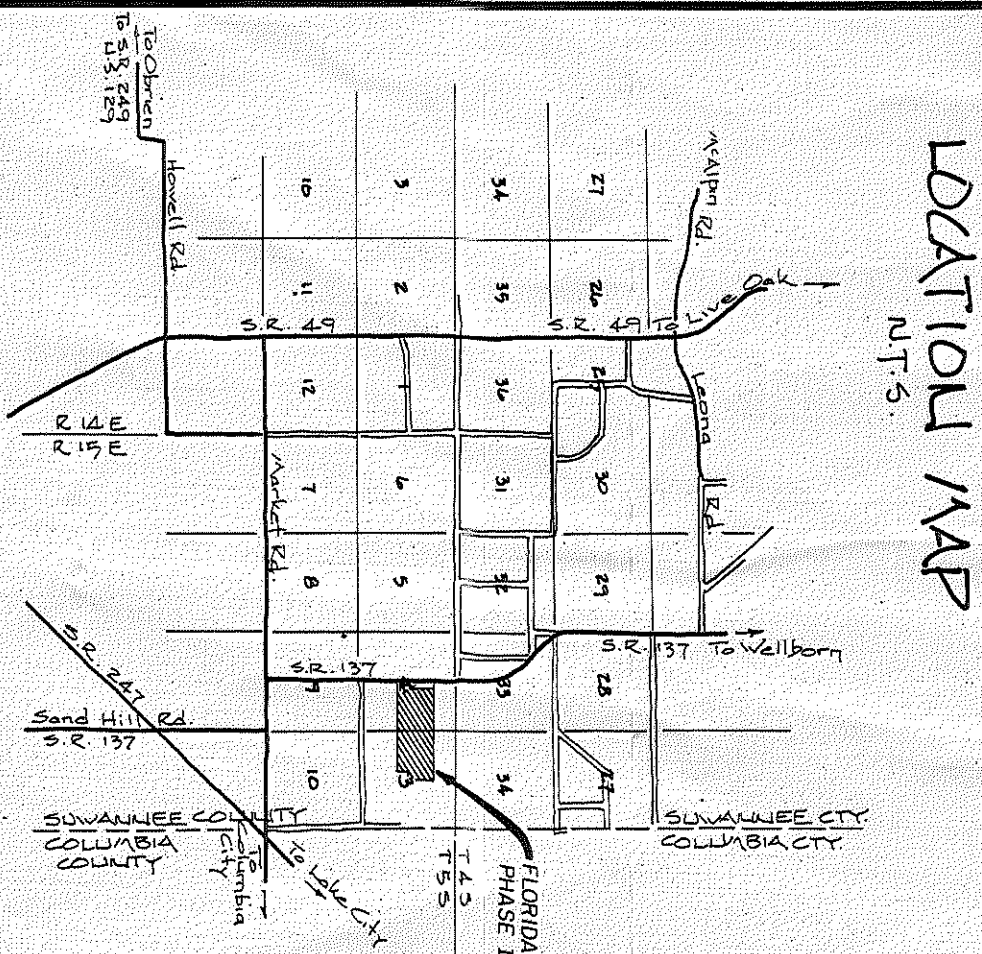 LOCATION MAP
N.T.S.
To Obrien
To S.R. 249
U.S. 129
Howell Rd
McAlpin Rd.
To Live Oak
S.R. 49
S.R. 49
Leona Rd.
27
26
25
30
29
28
27
34
35
36
31
32
33
34
3
2
1
6
5
4
3
10
11
12
7
8
9
10
R 14 E
R 15 E
Market Rd.
S.R. 137
S.R. 137
To Wellborn
S.R. 247
Sand Hill Rd.
S.R. 137
SUWANNEE COUNTY
COLUMBIA
COUNTY
SUWANNEE CTY.
COLUMBIA CTY.
To
Columbia
City
To Lake City
T 4 S
T 5 S
FLORIDA
PHASE